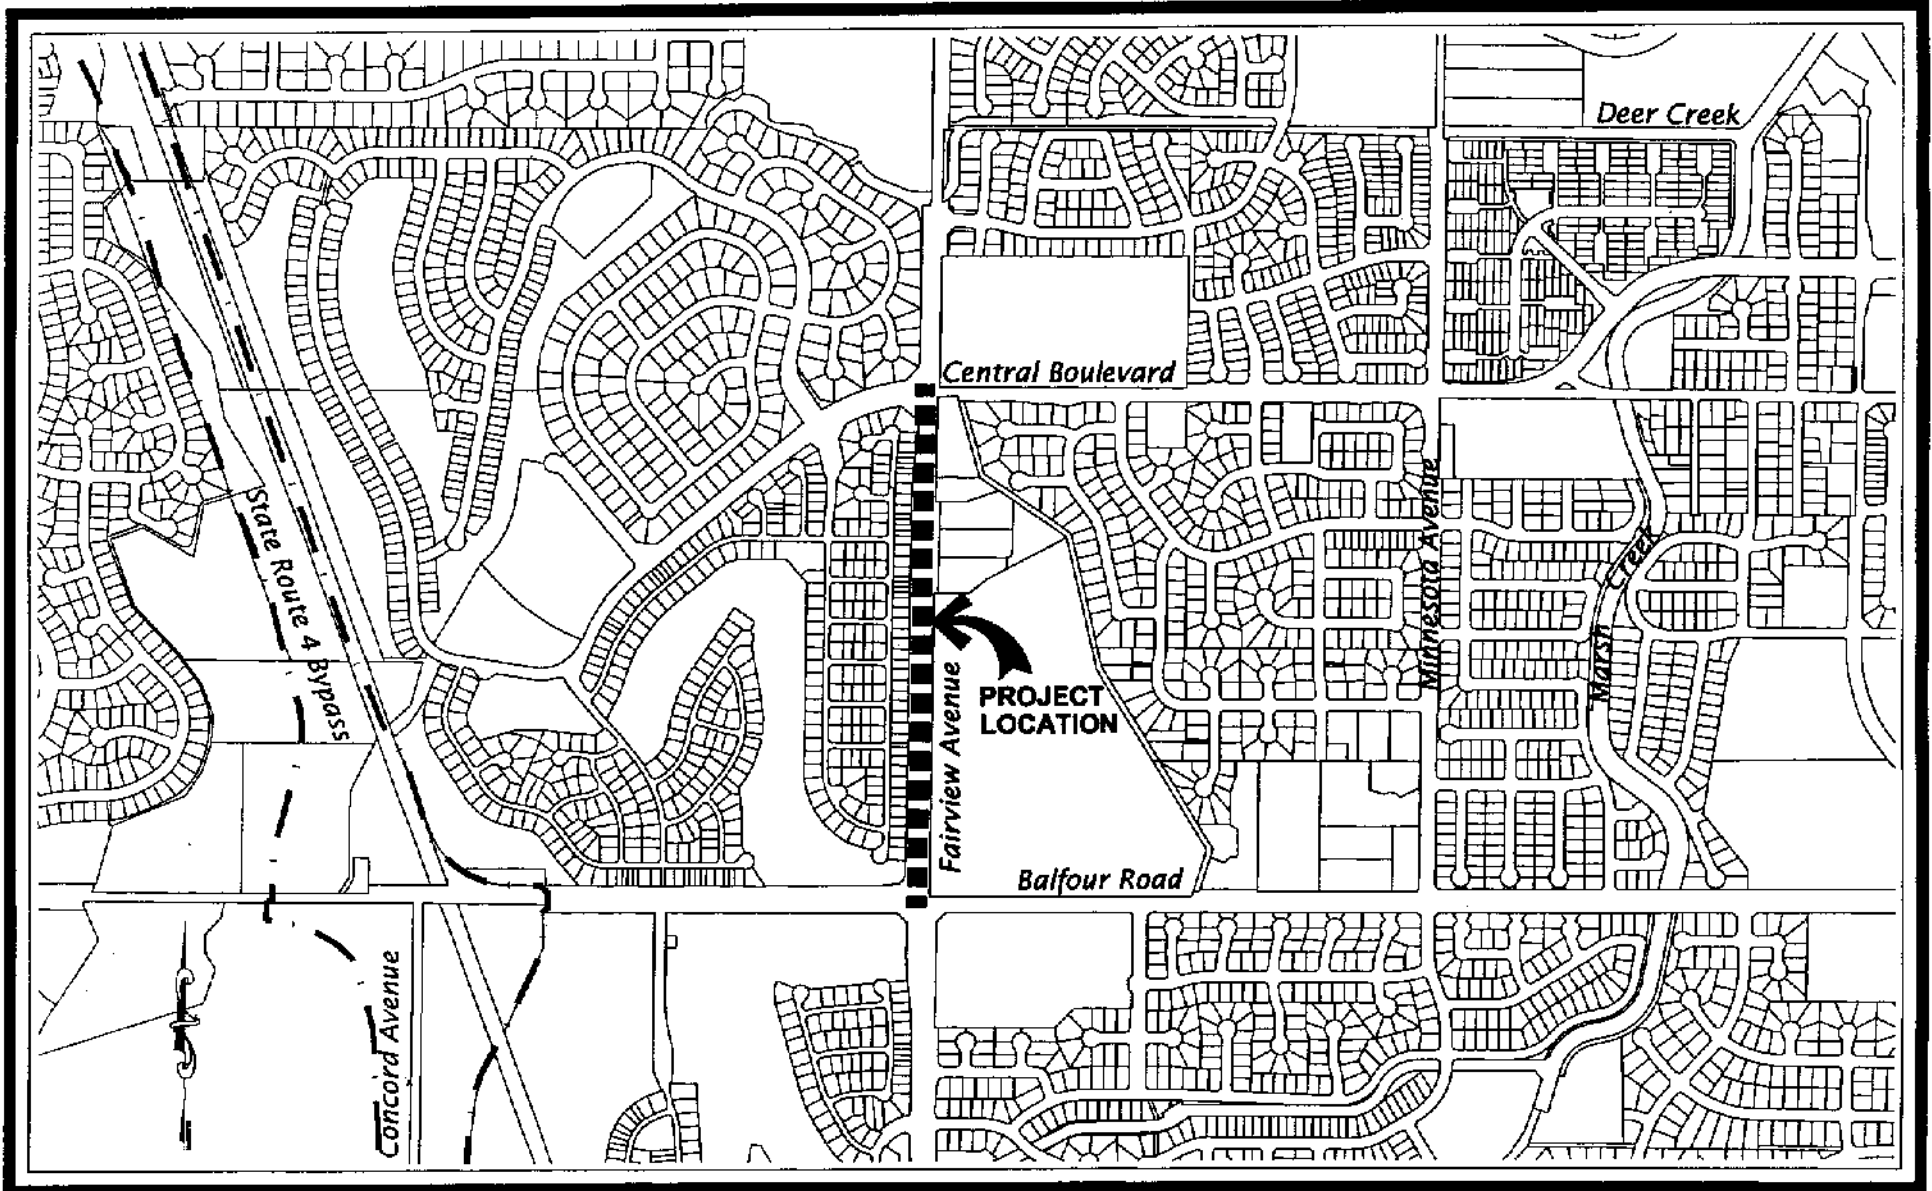 Deer Creek
Central Boulevard
State Route 4 Bypass
Minnesota Avenue
Marsh Creek
Fairview Avenue
PROJECT
LOCATION
Balfour Road
Concord Avenue